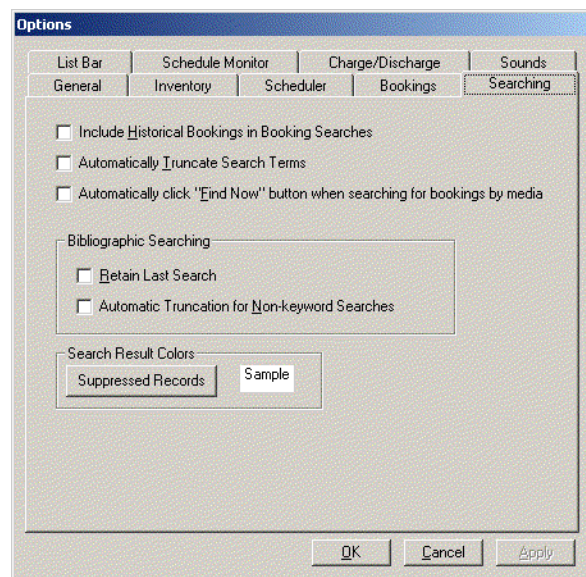 Options
List Bar Schedule Monitor Charge/Discharge Sounds
General Inventory Scheduler Bookings Searching
Include Historical Bookings in Booking Searches
Automatically Truncate Search Terms
Automatically click "Find Now" button when searching for bookings by media
Bibliographic Searching
Retain Last Search
Automatic Truncation for Non-keyword Searches
Search Result Colors
Suppressed Records Sample
OK Cancel Apply